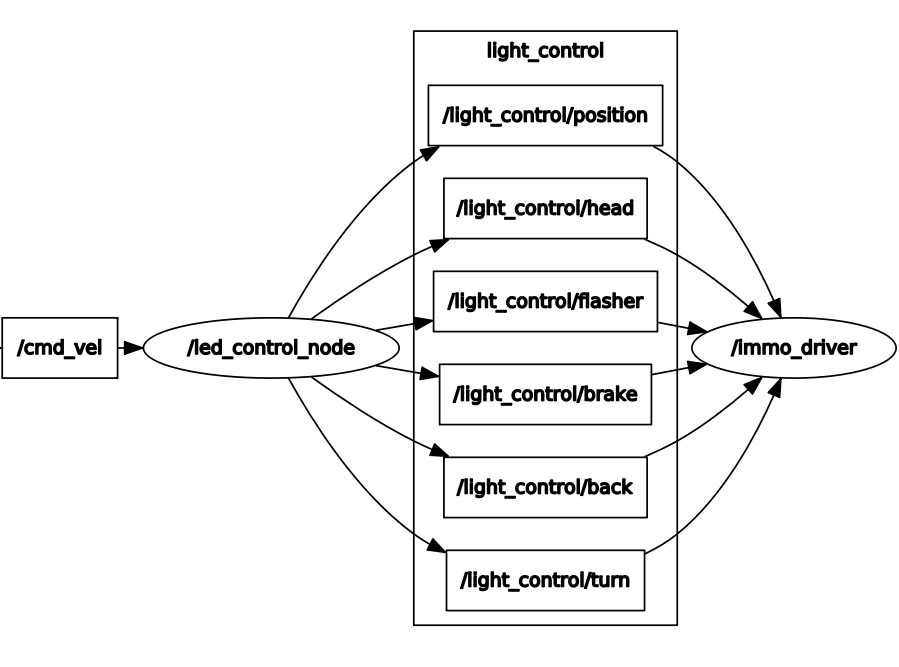 light_control
/light_control/position
/light_control/head
/light_control/flasher
/cmd_vel
/led_control_node
/immo_driver
/light_control/brake
/light_control/back
/light_control/turn